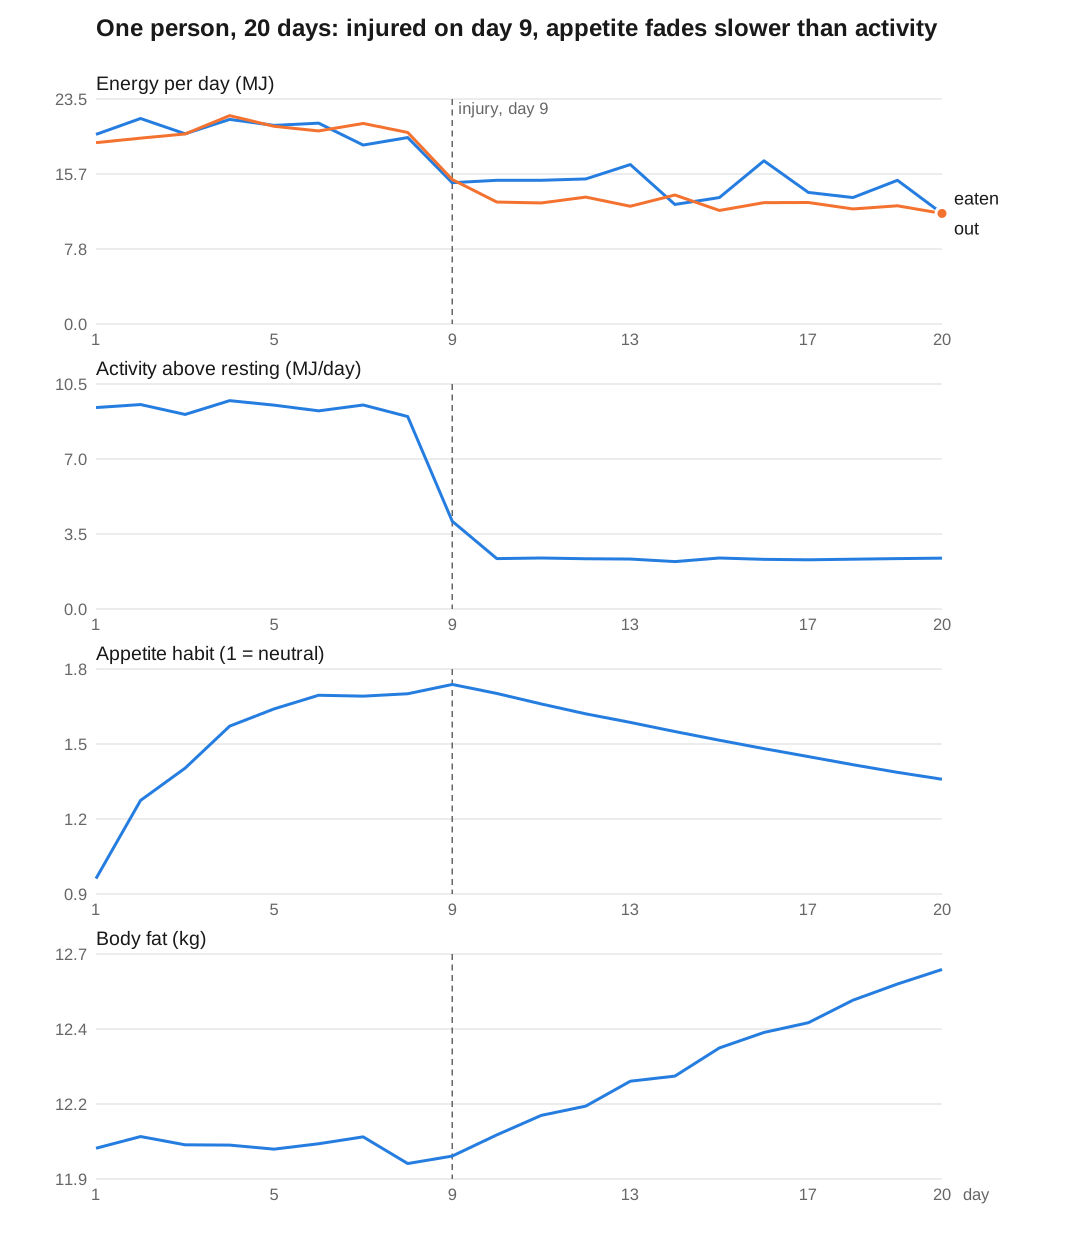 One person, 20 days: injured on day 9, appetite fades slower than activity
Energy per day (MJ)
23.5
injury, day 9
15.7
eaten
out
7.8
0.0
1 5 9 13 17 20
Activity above resting (MJ/day)
10.5
7.0
3.5
0.0
1 5 9 13 17 20
Appetite habit (1 = neutral)
1.8
1.5
1.2
0.9
1 5 9 13 17 20
Body fat (kg)
12.7
12.4
12.2
11.9
1 5 9 13 17 20 day